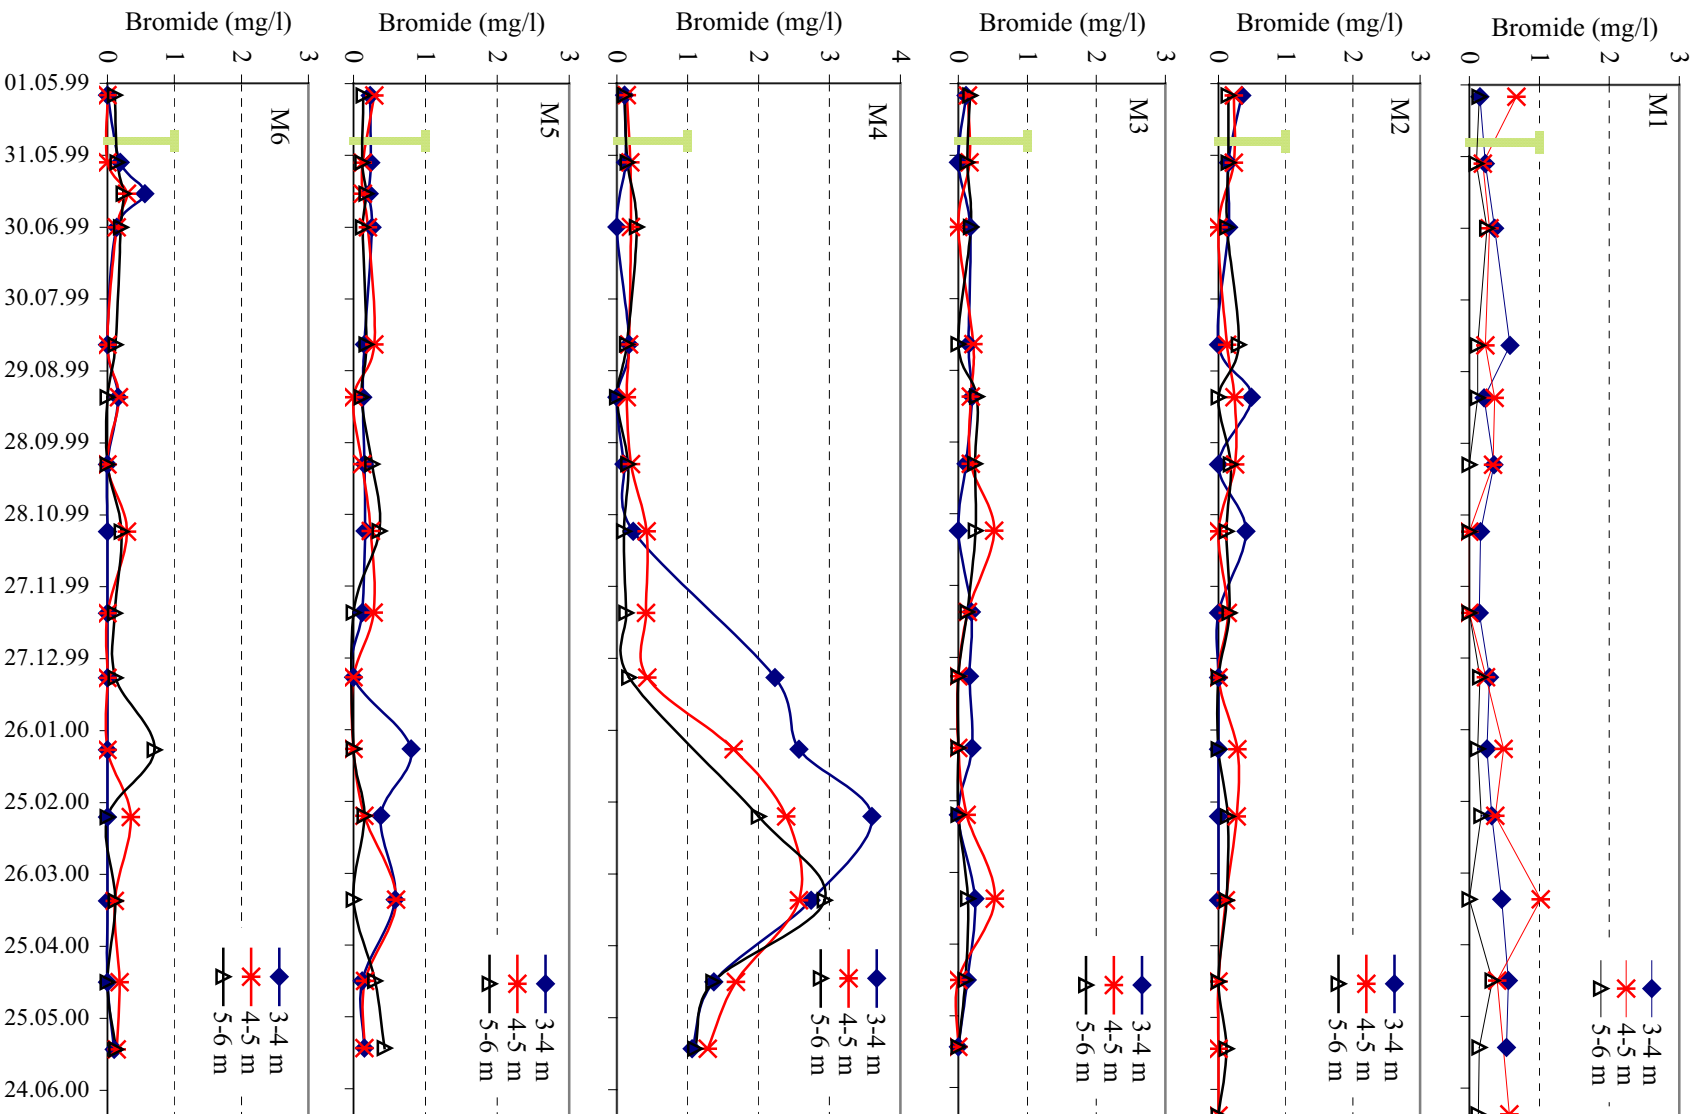 Bromide (mg/l)
0 1 2 3
M6
3-4 m
4-5 m
5-6 m
Bromide (mg/l)
0 1 2 3
M5
3-4 m
4-5 m
5-6 m
Bromide (mg/l)
0 1 2 3 4
M4
3-4 m
4-5 m
5-6 m
Bromide (mg/l)
0 1 2 3
M3
3-4 m
4-5 m
5-6 m
Bromide (mg/l)
0 1 2 3
M2
3-4 m
4-5 m
5-6 m
Bromide (mg/l)
0 1 2 3
M1
3-4 m
4-5 m
5-6 m
01.05.99
31.05.99
30.06.99
30.07.99
29.08.99
28.09.99
28.10.99
27.11.99
27.12.99
26.01.00
25.02.00
26.03.00
25.04.00
25.05.00
24.06.00